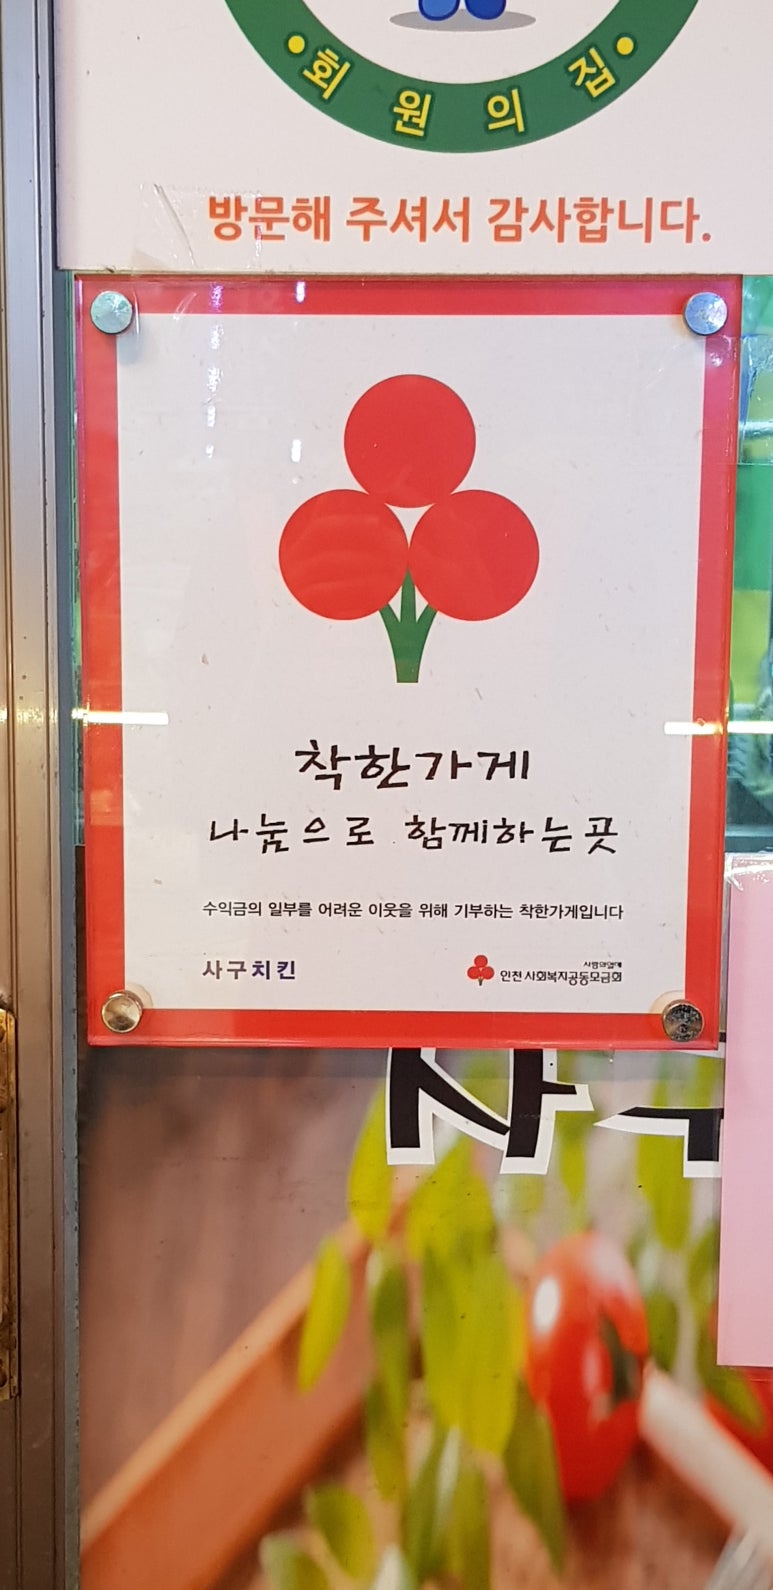 회원의집
방문해 주셔서 감사합니다.
착한가게
나눔으로 함께하는곳
수익금의 일부를 어려운 이웃을 위해 기부하는 착한가게입니다
사구치킨
사랑의열매
인천 사회복지공동모금회